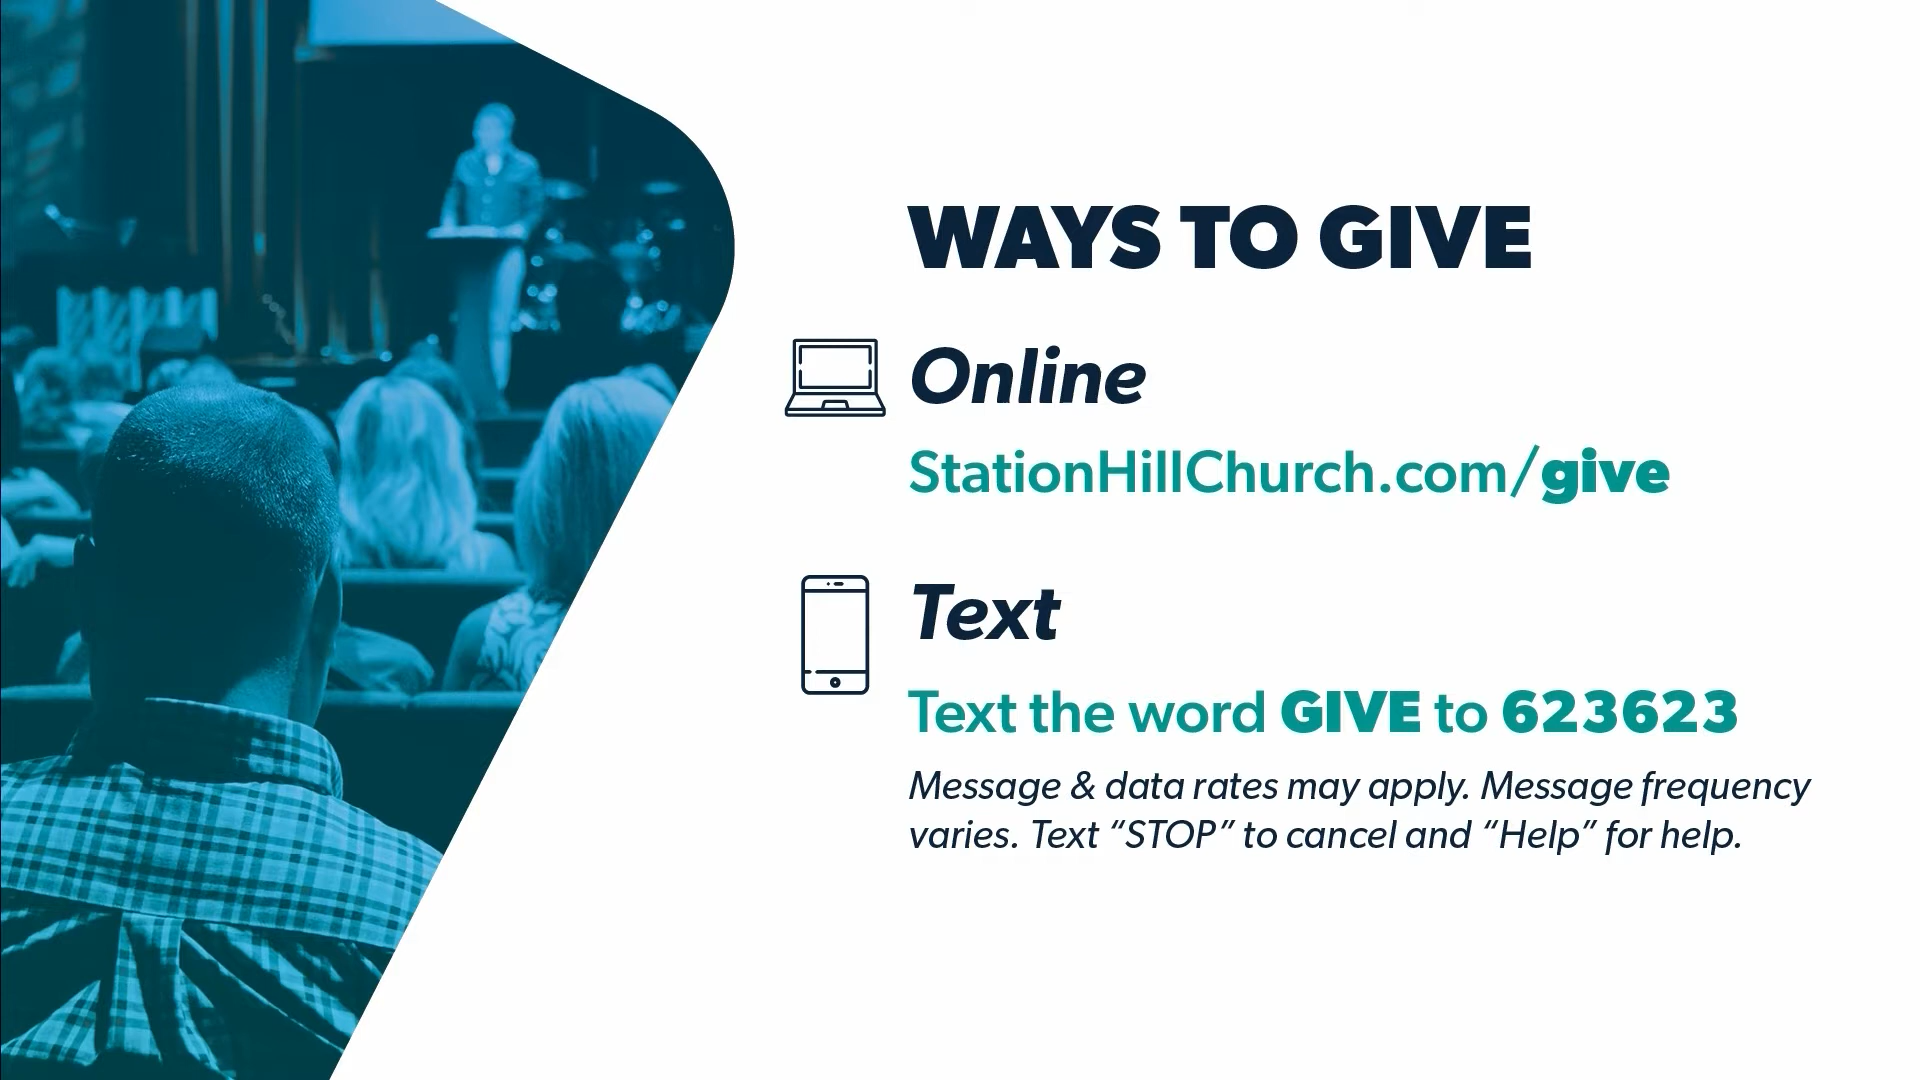 WAYS TO GIVE
Online
StationHillChurch.com/give
Text
Text the word GIVE to 623623
Message & data rates may apply. Message frequency
varies. Text “STOP” to cancel and “Help” for help.